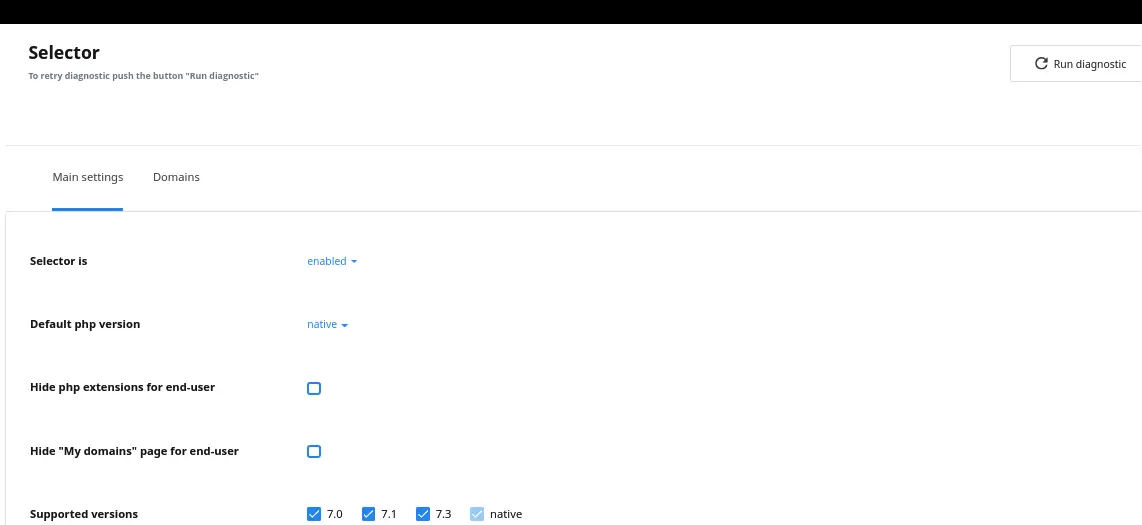 Selector
To retry diagnostic push the button "Run diagnostic"
Run diagnostic
Main settings Domains
Selector is enabled
Default php version native
Hide php extensions for end-user
Hide "My domains" page for end-user
Supported versions 7.0 7.1 7.3 native